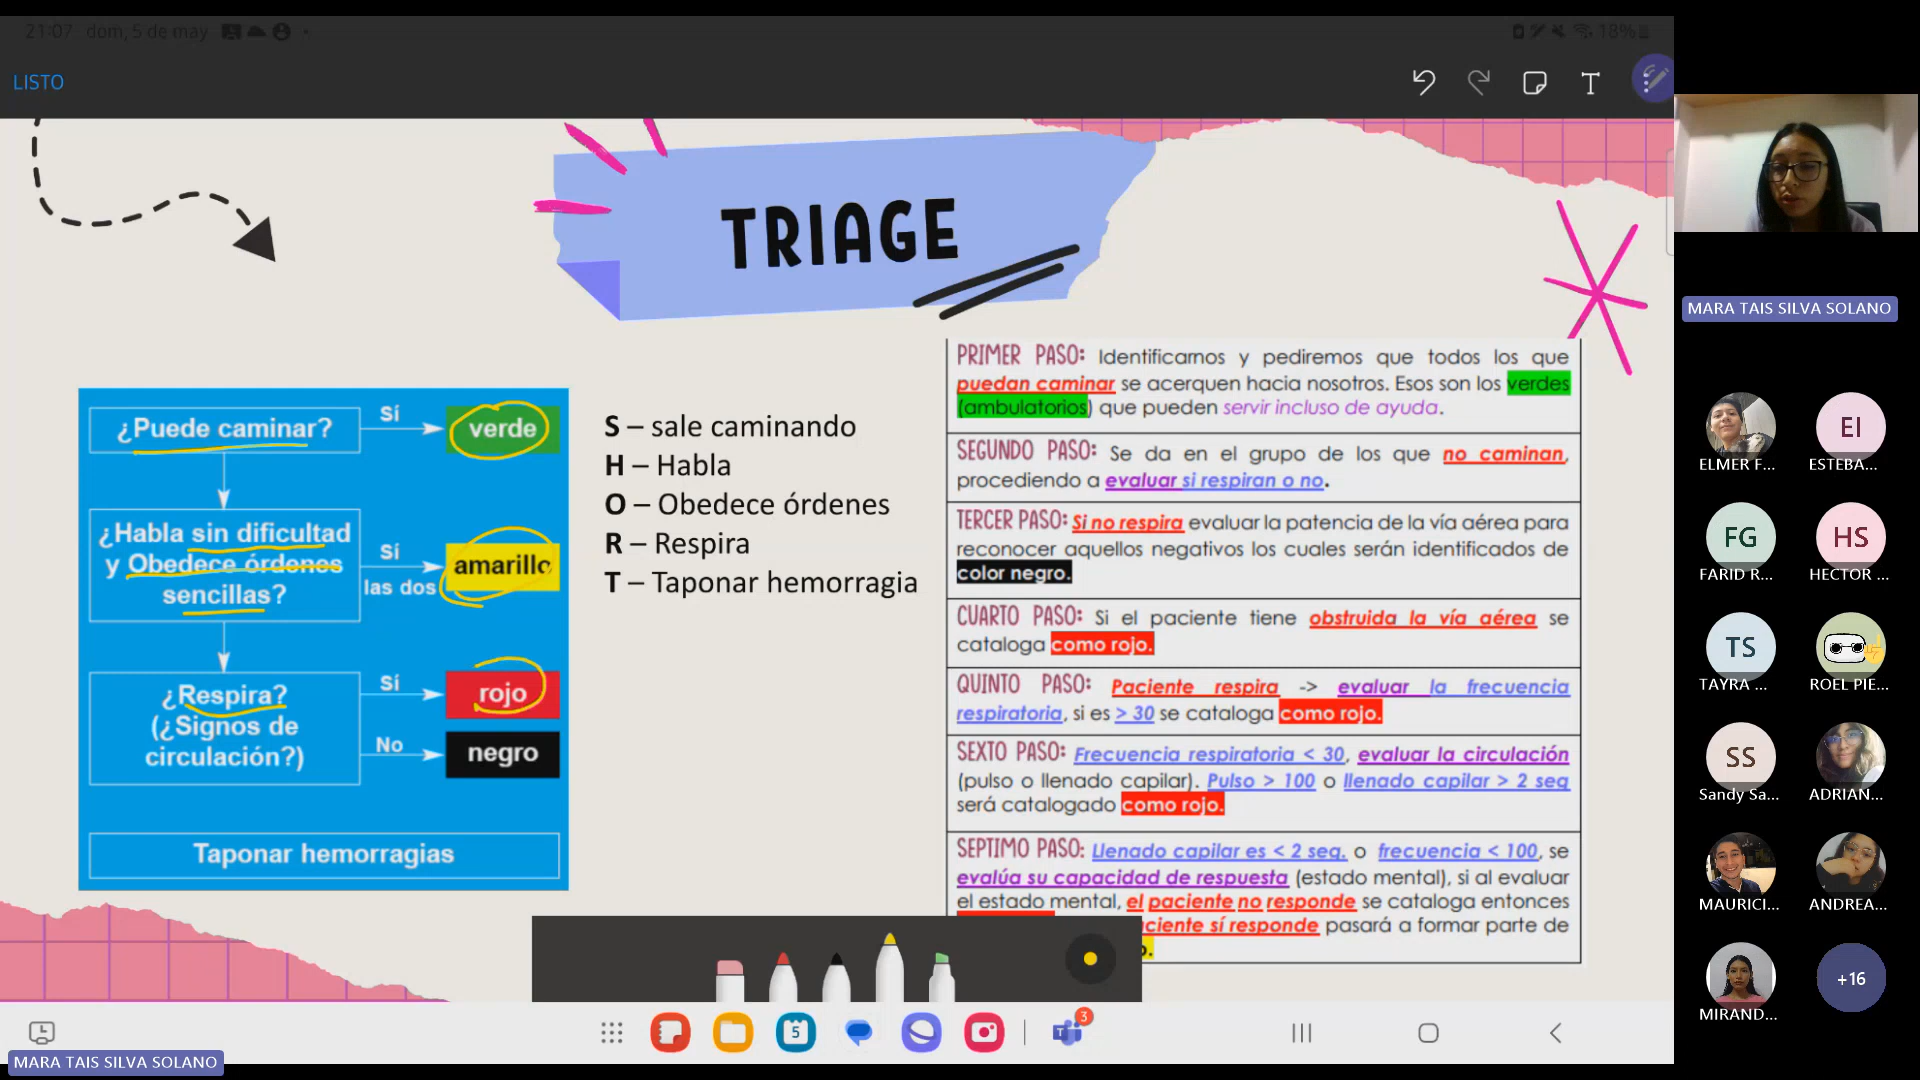 21:07 dom, 5 de may
18%
LISTO
TRIAGE
¿Puede caminar?
Sí
verde
¿Habla sin dificultad
y Obedece órdenes
sencillas?
Sí
las dos
amarillo
¿Respira?
(¿Signos de
circulación?)
Sí
rojo
No
negro
Taponar hemorragias
S – sale caminando
H – Habla
O – Obedece órdenes
R – Respira
T – Taponar hemorragia
PRIMER PASO: Identificarnos y pediremos que todos los que
puedan caminar se acerquen hacia nosotros. Esos son los verdes
(ambulatorios) que pueden servir incluso de ayuda.
SEGUNDO PASO: Se da en el grupo de los que no caminan,
procediendo a evaluar si respiran o no.
TERCER PASO: Si no respira evaluar la patencia de la vía aérea para
reconocer aquellos negativos los cuales serán identificados de
color negro.
CUARTO PASO: Si el paciente tiene obstruida la vía aérea se
cataloga como rojo.
QUINTO PASO: Paciente respira -> evaluar la frecuencia
respiratoria, si es > 30 se cataloga como rojo.
SEXTO PASO: Frecuencia respiratoria < 30, evaluar la circulación
(pulso o llenado capilar). Pulso > 100 o llenado capilar > 2 seg
será catalogado como rojo.
SEPTIMO PASO: Llenado capilar es < 2 seg. o frecuencia < 100, se
evalúa su capacidad de respuesta (estado mental), si al evaluar
el estado mental, el paciente no responde se cataloga entonces
ciente sí responde pasará a formar parte de
5
3
MARA TAIS SILVA SOLANO
MARA TAIS SILVA SOLANO
ELMER F...
EI
ESTEBA...
FG
FARID R...
HS
HECTOR ...
TS
TAYRA ...
ROEL PIE...
SS
Sandy Sa...
ADRIAN...
MAURICI...
ANDREA...
MIRAND...
+16